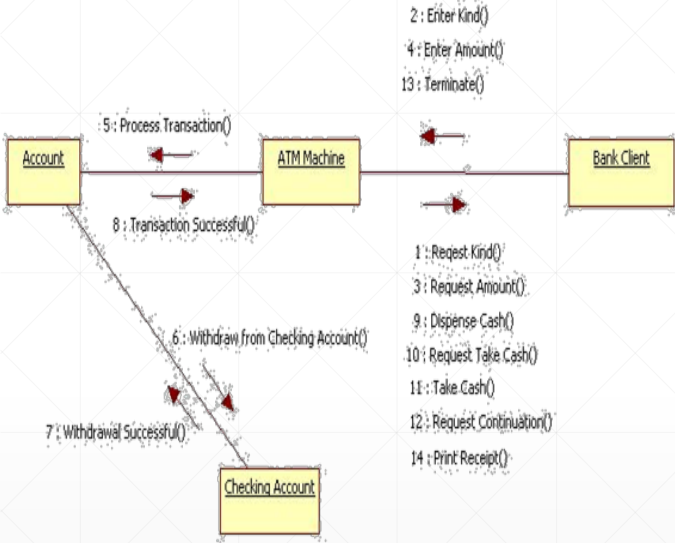 2 : Enter Kind()
4 : Enter Amount()
13 : Terminate()
5 : Process Transaction()
Account
ATM Machine
Bank Client
8 : Transaction Successful()
1 : Reqest Kind()
3 : Request Amount()
9 : Dispense Cash()
10 : Request Take Cash()
11 : Take Cash()
12 : Request Continuation()
14 : Print Receipt()
6 : Withdraw from Checking Account()
7 : Withdrawal Successful()
Checking Account